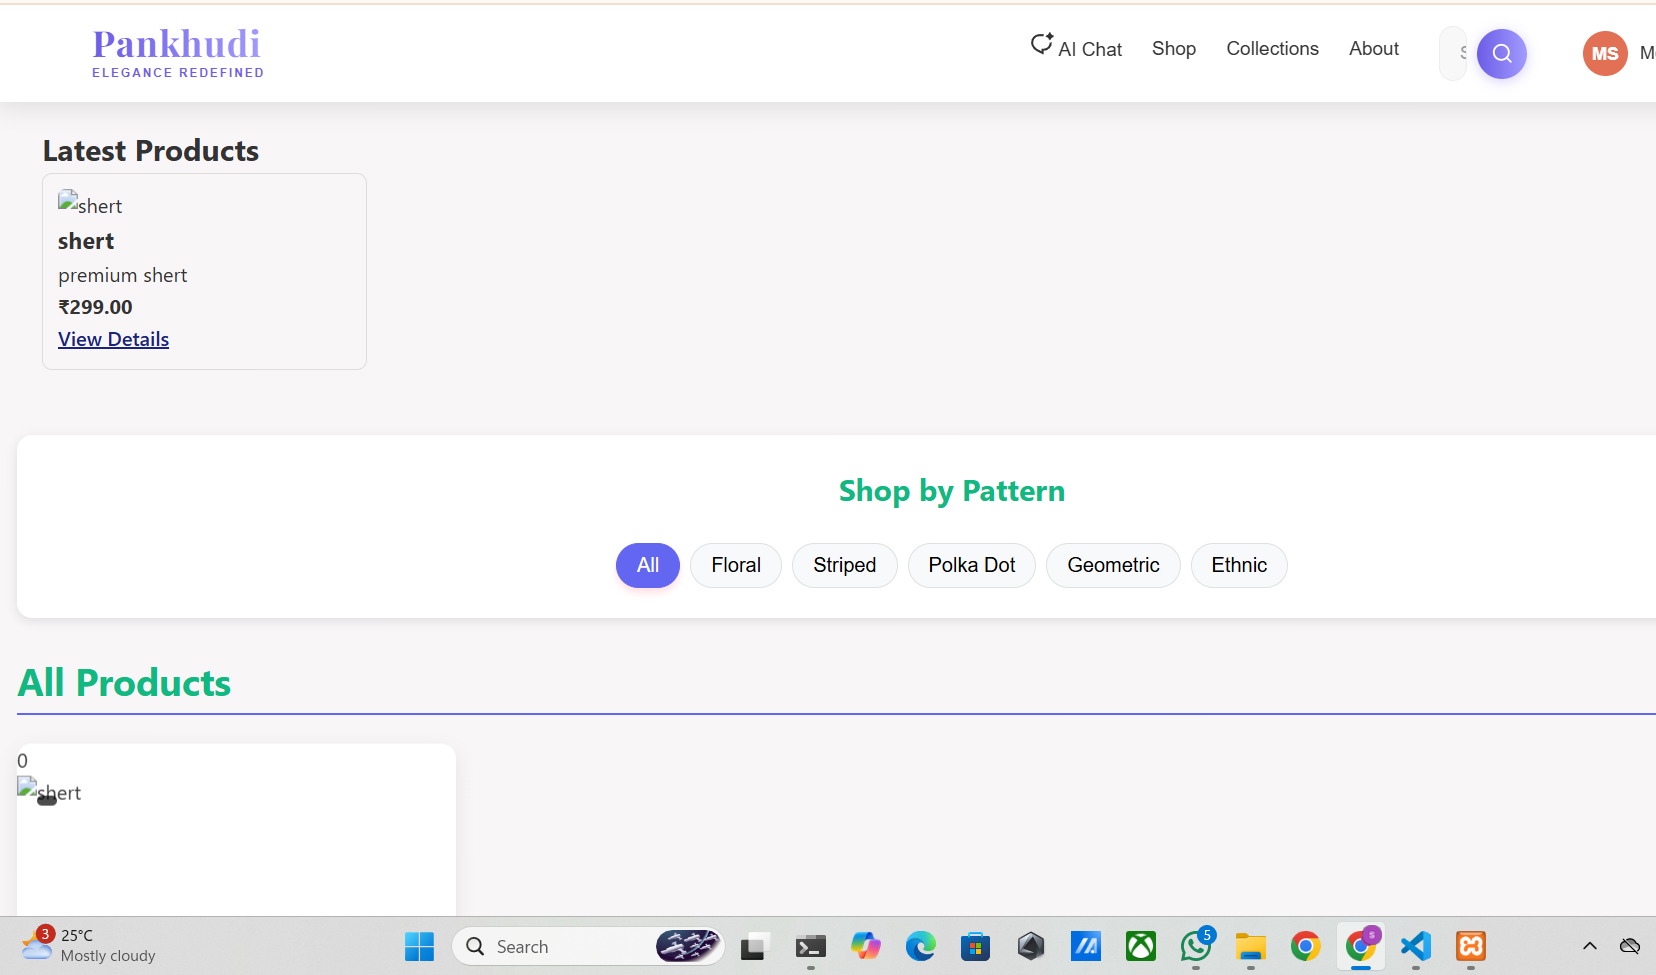 Pankhudi
ELEGANCE REDEFINED
AI Chat
Shop
Collections
About
MS
Latest Products
shert
shert
premium shert
₹299.00
View Details
Shop by Pattern
All
Floral
Striped
Polka Dot
Geometric
Ethnic
All Products
0
shert
3
25°C
Mostly cloudy
Search
5
s